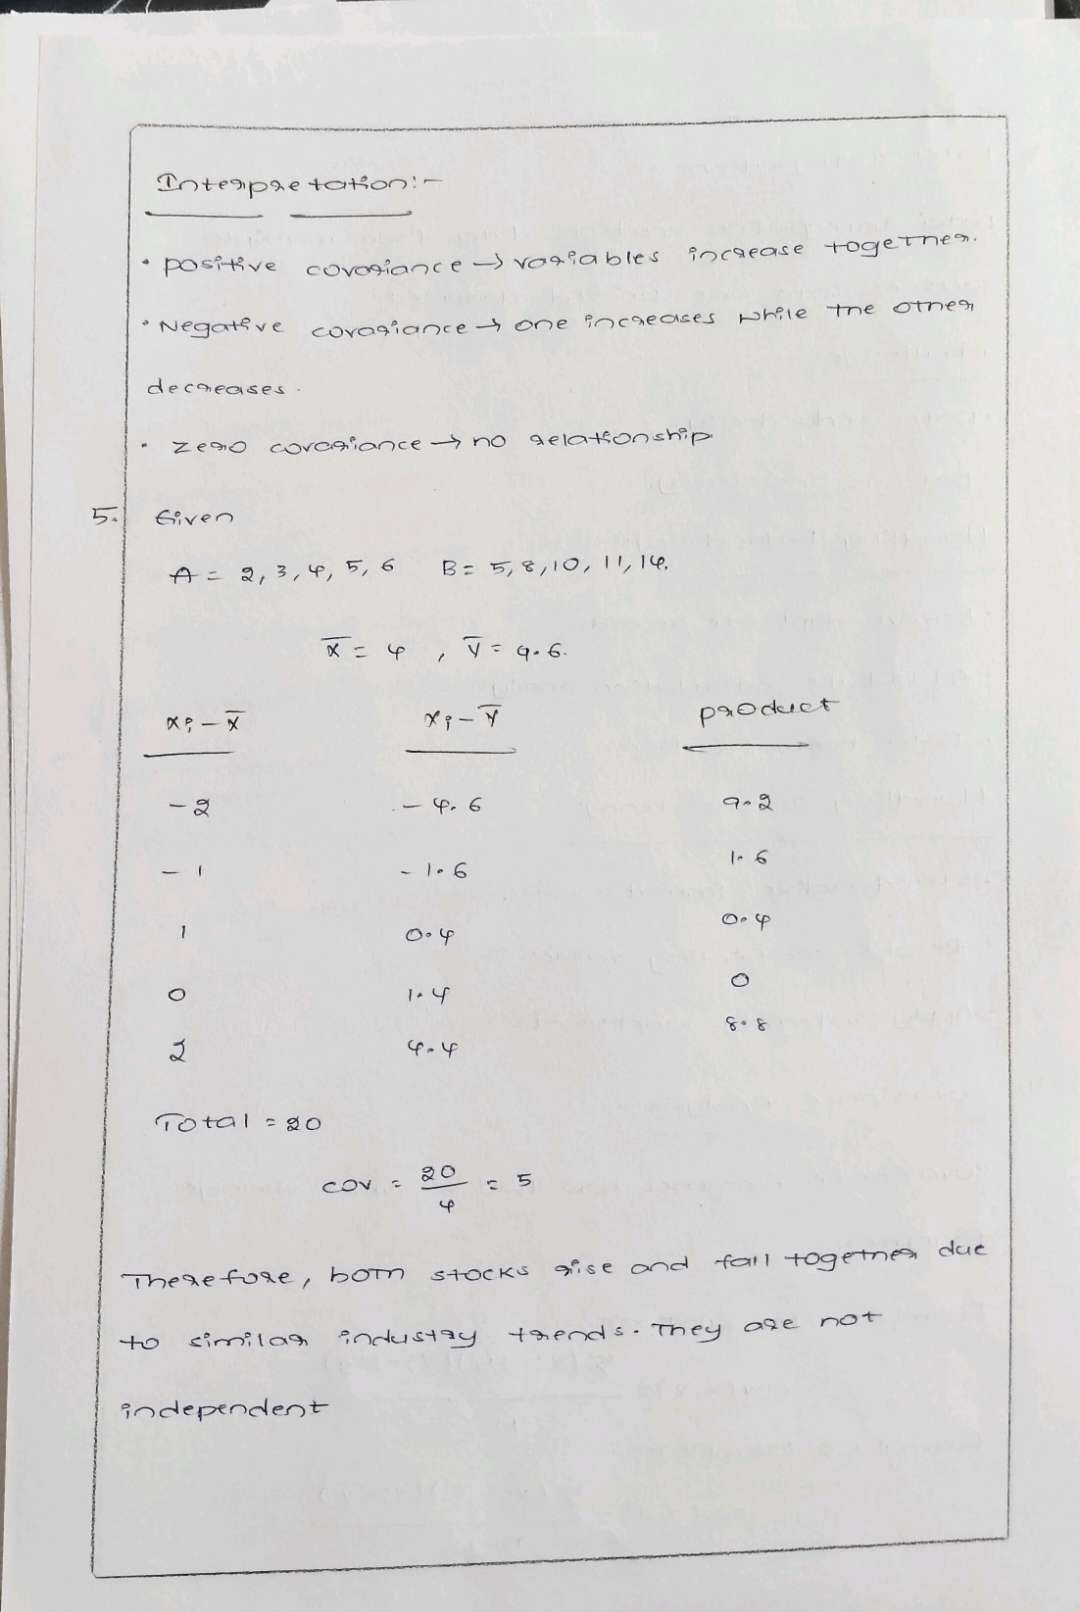 Interpretation:-
• positive covariance → variables increase together.
• Negative covariance → one increases while the other
decreases.
• zero covariance → no relationship
5. Given
A = 2, 3, 4, 5, 6 B = 5, 8, 10, 11, 14.
x̅ = 4 , y̅ = 9.6.
xi - x̅ xi - y̅ product
-2 -4.6 9.2
-1 -1.6 1.6
1 0.4 0.4
0 1.4 0
2 4.4 8.8
Total = 20
cov = 20/4 = 5
Therefore, both stocks rise and fall together due
to similar industry trends. They are not
independent